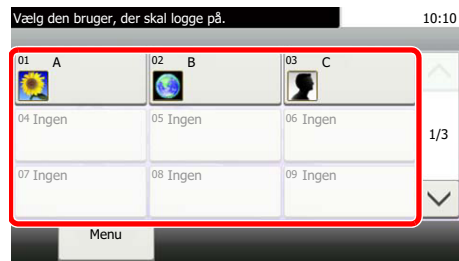 Vælg den bruger, der skal logge på. 10:10
01 A 02 B 03 C
04 Ingen 05 Ingen 06 Ingen
1/3
07 Ingen 08 Ingen 09 Ingen
Menu